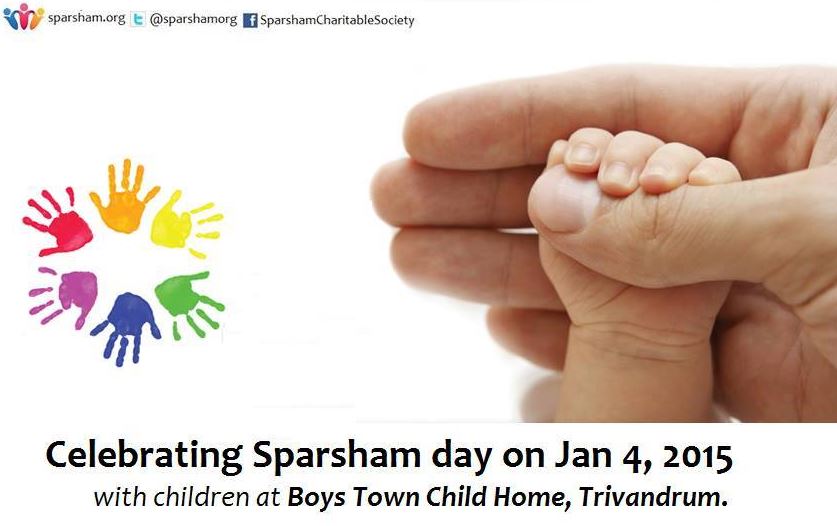 sparsham.org @sparshamorg SparshamCharitableSociety
Celebrating Sparsham day on Jan 4, 2015
with children at Boys Town Child Home, Trivandrum.